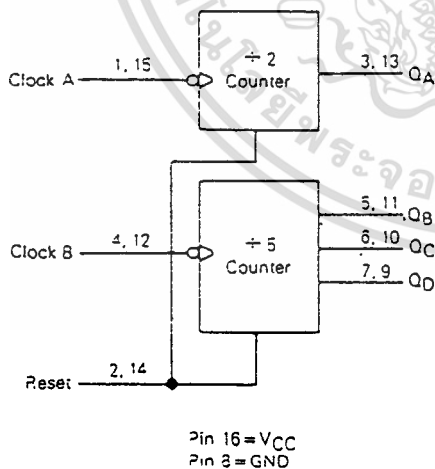 ÷ 2
Counter
1, 15
Clock A
3, 13
QA
÷ 5
Counter
4, 12
Clock B
5, 11
QB
6, 10
QC
7, 9
QD
2, 14
Reset
Pin 16 = VCC
Pin 8 = GND